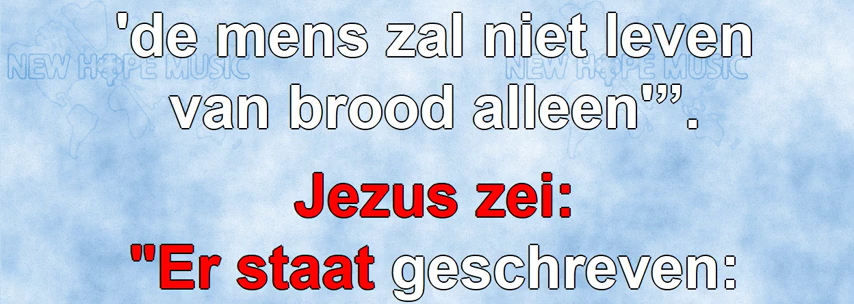 'de mens zal niet leven
NEW HOPE MUSIC NEW HOPE MUSIC
van brood alleen'”.
Jezus zei:
"Er staat geschreven: